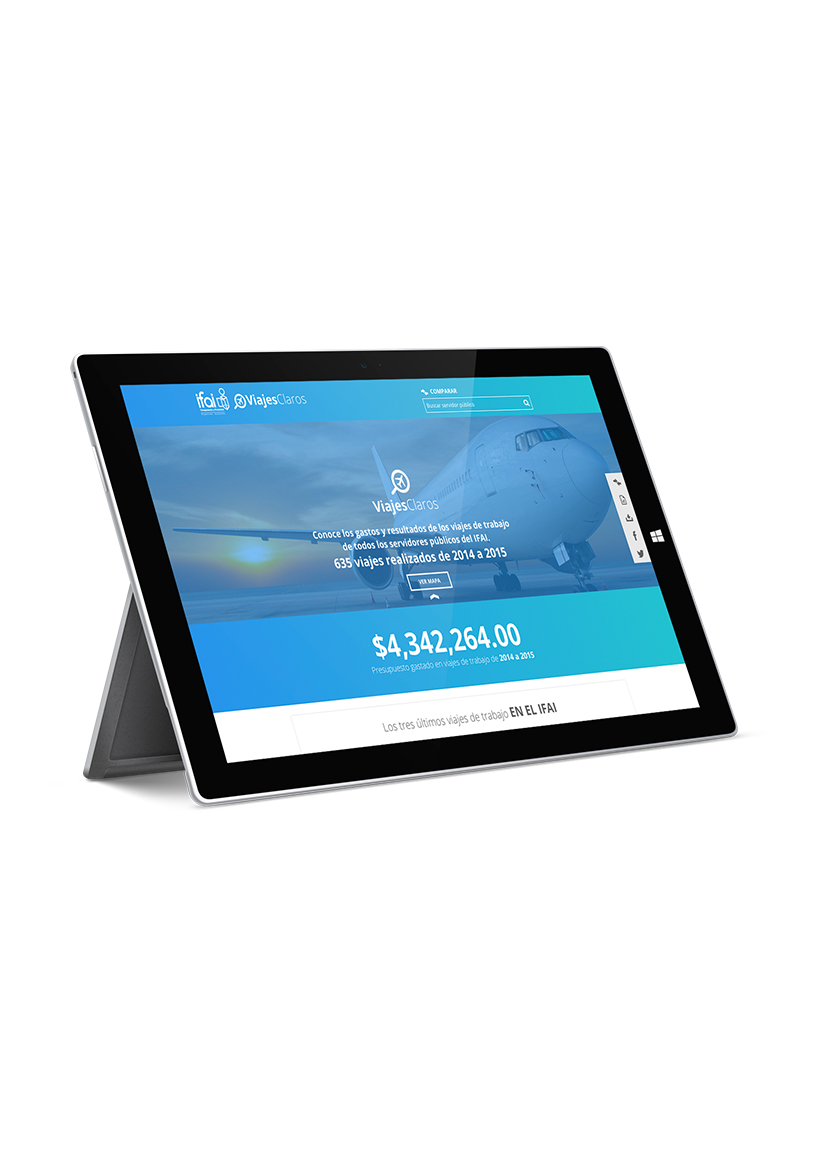 ifai
ViajesClaros
COMPARAR
Buscar servidor público
ViajesClaros
Conoce los gastos y resultados de los viajes de trabajo
de todos los servidores públicos del IFAI.
635 viajes realizados de 2014 a 2015
VER MAPA
$4,342,264.00
Presupuesto gastado en viajes de trabajo de 2014 a 2015
Los tres últimos viajes de trabajo EN EL IFAI